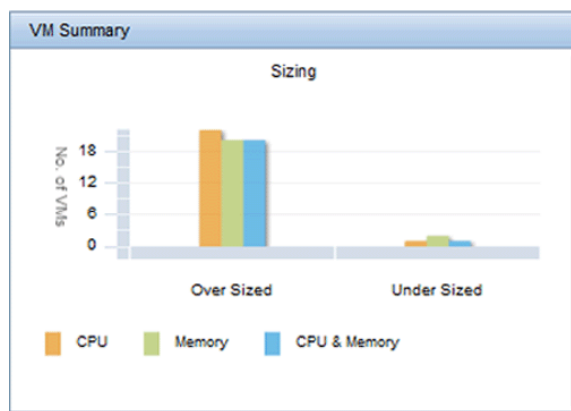 VM Summary
Sizing
No. of VMs
18
12
6
0
Over Sized Under Sized
CPU Memory CPU & Memory